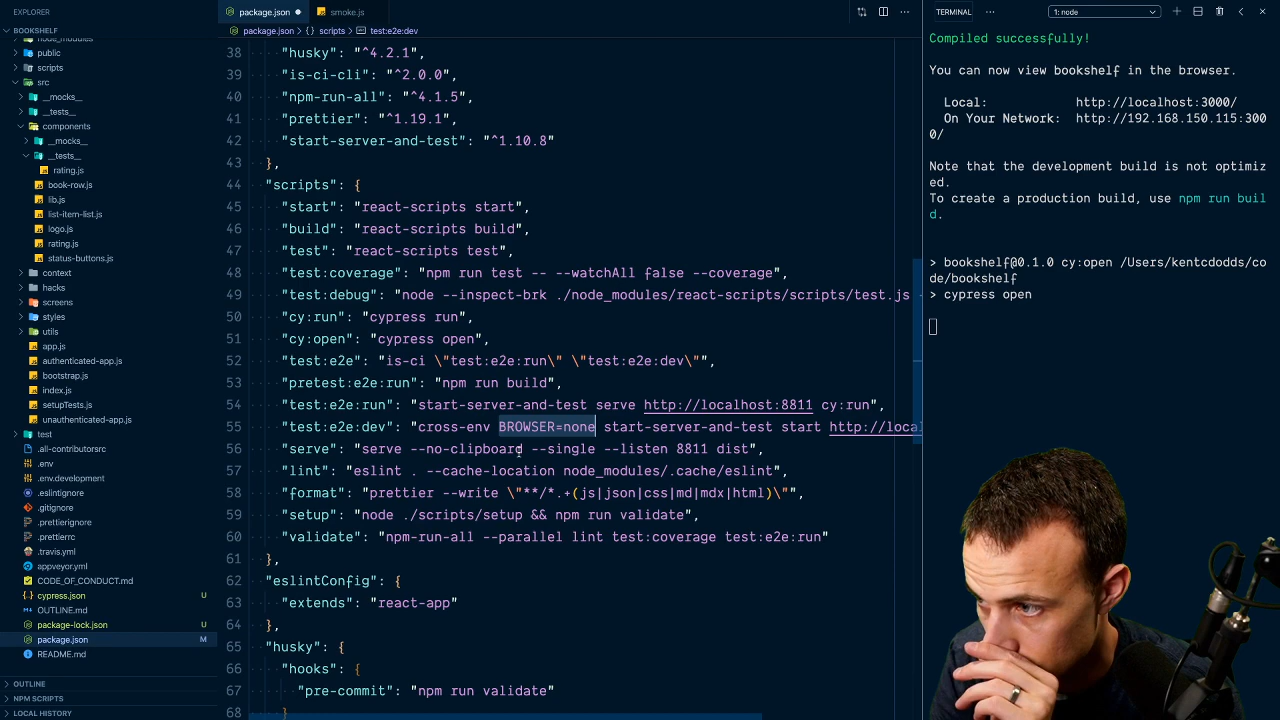 EXPLORER
BOOKSHELF
node_modules
public
scripts
src
__mocks__
__tests__
components
__mocks__
__tests__
rating.js
book-row.js
lib.js
list-item-list.js
logo.js
rating.js
status-buttons.js
context
hacks
screens
styles
utils
app.js
authenticated-app.js
bootstrap.js
index.js
setupTests.js
unauthenticated-app.js
test
.all-contributorsrc
.env
.env.development
.eslintignore
.gitignore
.prettierignore
.prettierrc
.travis.yml
appveyor.yml
CODE_OF_CONDUCT.md
cypress.json U
OUTLINE.md
package-lock.json U
package.json M
README.md
OUTLINE
NPM SCRIPTS
LOCAL HISTORY
package.json smoke.js
package.json > {} scripts > test:e2e:dev
38 "husky": "^4.2.1",
39 "is-ci-cli": "^2.0.0",
40 "npm-run-all": "^4.1.5",
41 "prettier": "^1.19.1",
42 "start-server-and-test": "^1.10.8"
43 },
44 "scripts": {
45 "start": "react-scripts start",
46 "build": "react-scripts build",
47 "test": "react-scripts test",
48 "test:coverage": "npm run test -- --watchAll false --coverage",
49 "test:debug": "node --inspect-brk ./node_modules/react-scripts/scripts/test.js
50 "cy:run": "cypress run",
51 "cy:open": "cypress open",
52 "test:e2e": "is-ci \"test:e2e:run\" \"test:e2e:dev\"",
53 "pretest:e2e:run": "npm run build",
54 "test:e2e:run": "start-server-and-test serve http://localhost:8811 cy:run",
55 "test:e2e:dev": "cross-env BROWSER=none start-server-and-test start http://loca
56 "serve": "serve --no-clipboard --single --listen 8811 dist",
57 "lint": "eslint . --cache-location node_modules/.cache/eslint",
58 "format": "prettier --write \"**/*.+(js|json|css|md|mdx|html)\"",
59 "setup": "node ./scripts/setup && npm run validate",
60 "validate": "npm-run-all --parallel lint test:coverage test:e2e:run"
61 },
62 "eslintConfig": {
63 "extends": "react-app"
64 },
65 "husky": {
66 "hooks": {
67 "pre-commit": "npm run validate"
68 }
TERMINAL 1: node
Compiled successfully!
You can now view bookshelf in the browser.
Local: http://localhost:3000/
On Your Network: http://192.168.150.115:300
0/
Note that the development build is not optimiz
ed.
To create a production build, use npm run buil
d.
> bookshelf@0.1.0 cy:open /Users/kentcdodds/co
de/bookshelf
> cypress open